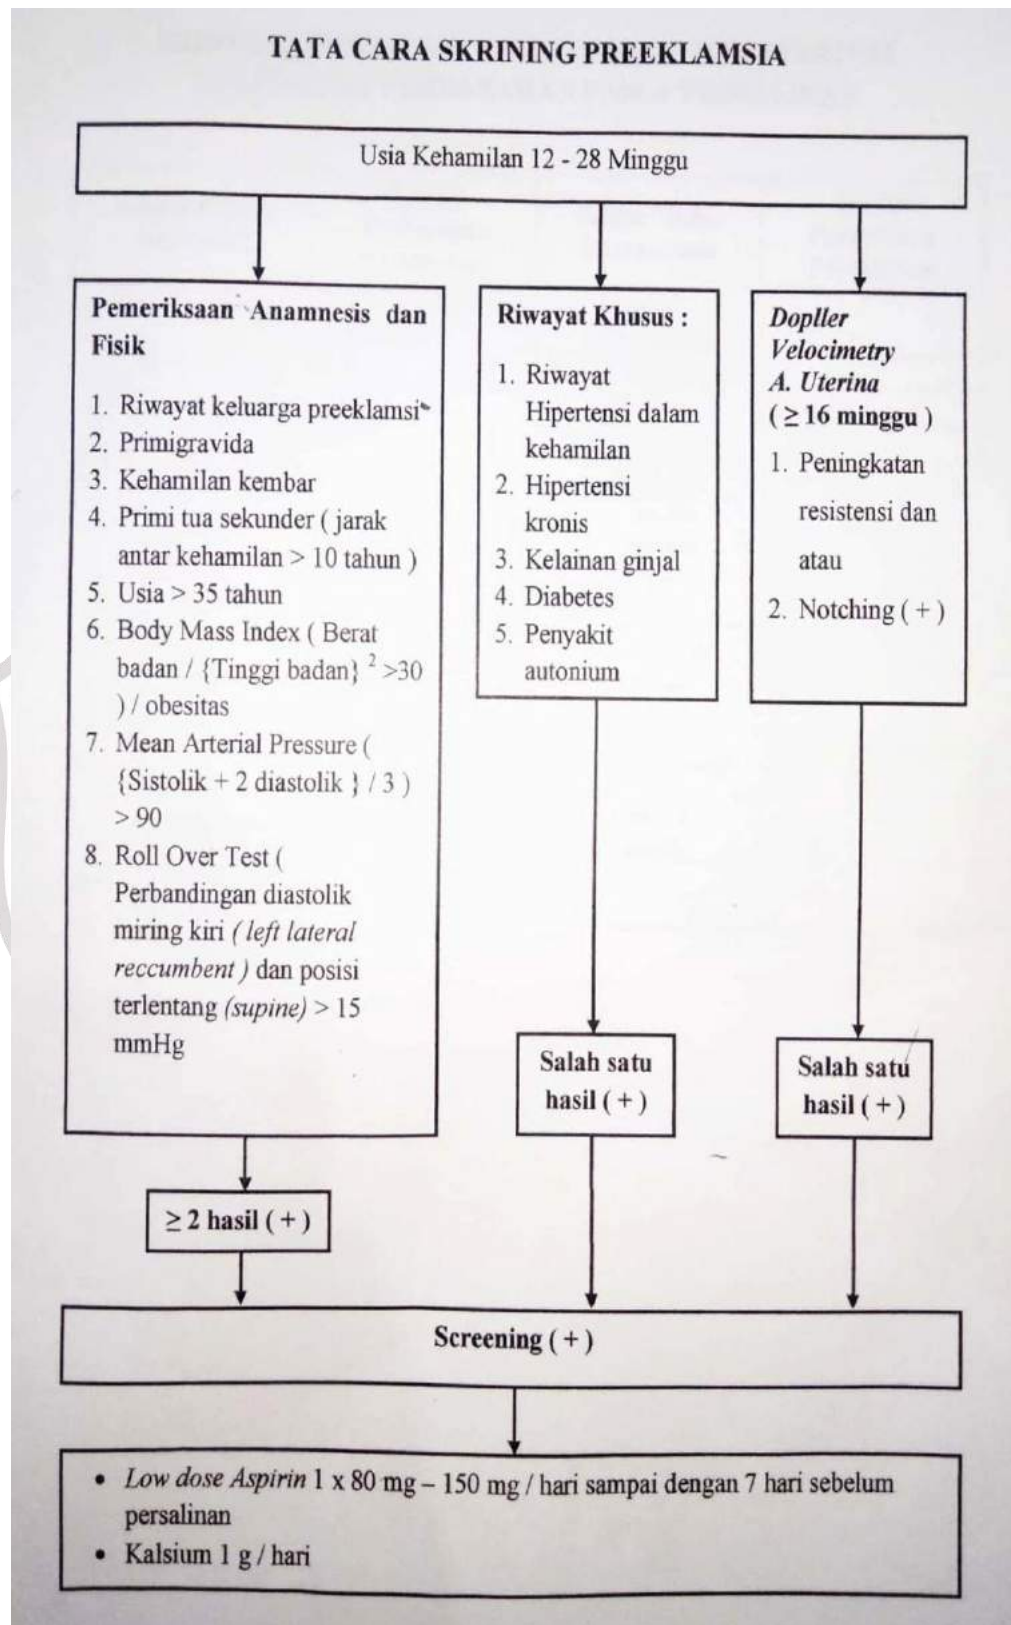 TATA CARA SKRINING PREEKLAMSIA
Usia Kehamilan 12 - 28 Minggu
Pemeriksaan Anamnesis dan
Fisik
1. Riwayat keluarga preeklamsi
2. Primigravida
3. Kehamilan kembar
4. Primi tua sekunder ( jarak
antar kehamilan > 10 tahun )
5. Usia > 35 tahun
6. Body Mass Index ( Berat
badan / {Tinggi badan} ² >30
) / obesitas
7. Mean Arterial Pressure (
{Sistolik + 2 diastolik } / 3 )
> 90
8. Roll Over Test (
Perbandingan diastolik
miring kiri ( left lateral
reccumbent ) dan posisi
terlentang (supine) > 15
mmHg
≥ 2 hasil ( + )
Riwayat Khusus :
1. Riwayat
Hipertensi dalam
kehamilan
2. Hipertensi
kronis
3. Kelainan ginjal
4. Diabetes
5. Penyakit
autonium
Salah satu
hasil ( + )
Dopller
Velocimetry
A. Uterina
( ≥ 16 minggu )
1. Peningkatan
resistensi dan
atau
2. Notching ( + )
Salah satu
hasil ( + )
Screening ( + )
• Low dose Aspirin 1 x 80 mg – 150 mg / hari sampai dengan 7 hari sebelum
persalinan
• Kalsium 1 g / hari